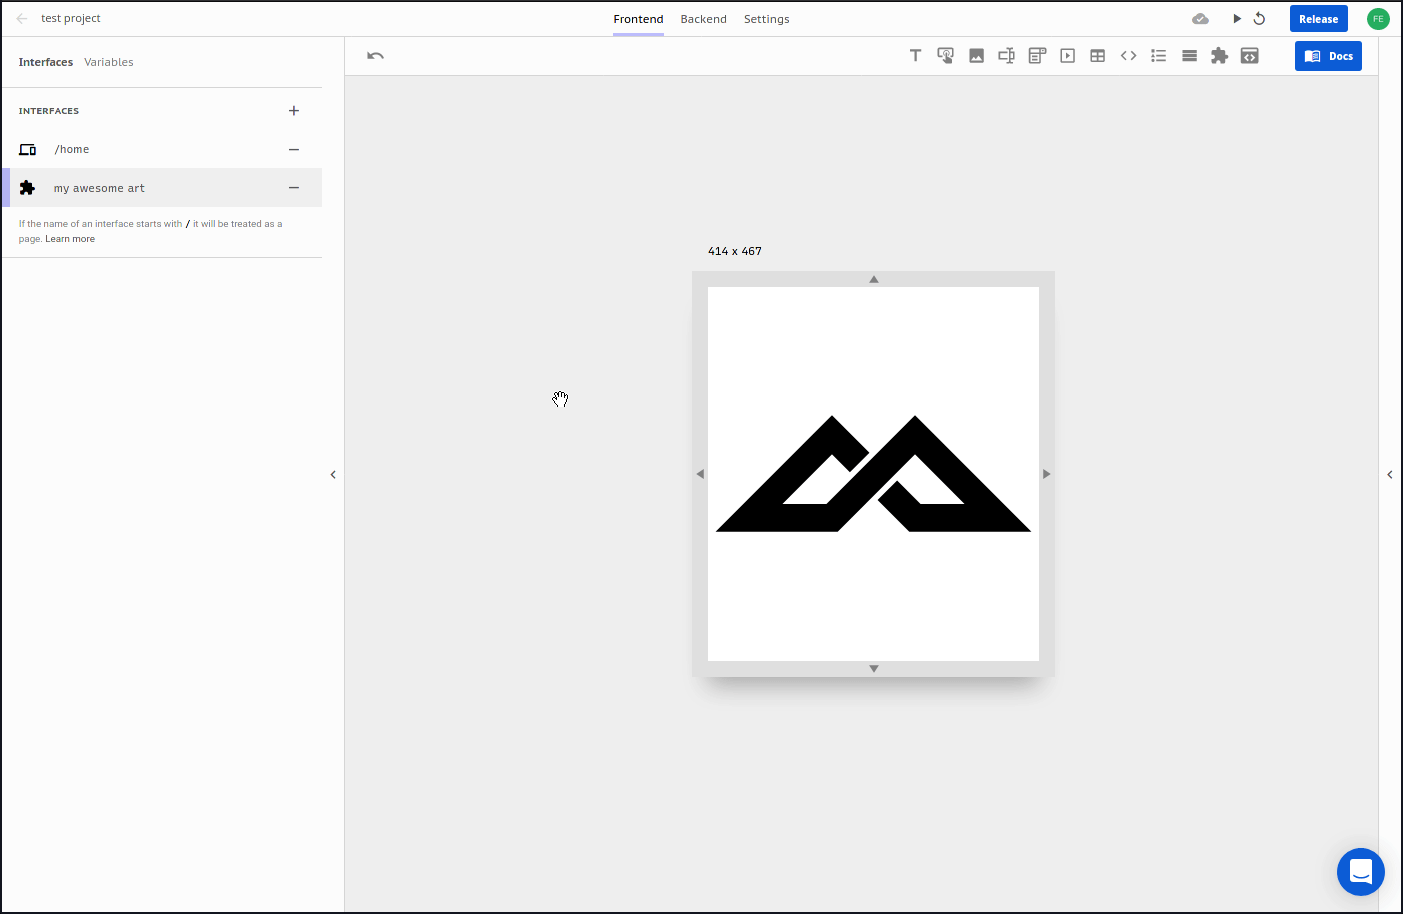 test project
Frontend Backend Settings
Release
FE
Interfaces Variables
T
Docs
INTERFACES
/home
my awesome art
If the name of an interface starts with / it will be treated as a
page. Learn more
414 x 467